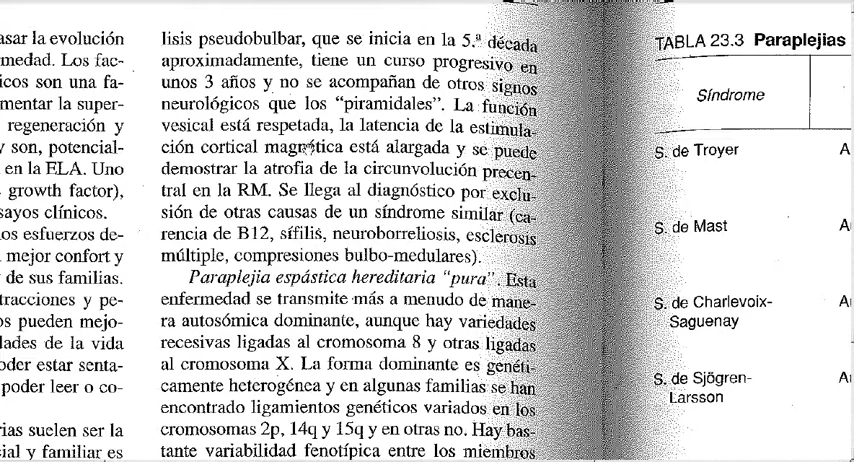 asar la evolución
medad. Los fac-
icos son una fa-
mentar la super-
regeneración y
y son, potencial-
en la ELA. Uno
growth factor),
sayos clínicos.
os esfuerzos de-
mejor confort y
de sus familias.
tracciones y pe-
os pueden mejo-
dades de la vida
oder estar senta-
poder leer o co-
rias suelen ser la
cial y familiar es
lisis pseudobulbar, que se inicia en la 5.ª década
aproximadamente, tiene un curso progresivo en
unos 3 años y no se acompañan de otros signos
neurológicos que los “piramidales”. La función
vesical está respetada, la latencia de la estimula-
ción cortical magnética está alargada y se puede
demostrar la atrofia de la circunvolución precen-
tral en la RM. Se llega al diagnóstico por exclu-
sión de otras causas de un síndrome similar (ca-
rencia de B12, sífilis, neuroborreliosis, esclerosis
múltiple, compresiones bulbo-medulares).
Paraplejia espástica hereditaria “pura”. Esta
enfermedad se transmite más a menudo de mane-
ra autosómica dominante, aunque hay variedades
recesivas ligadas al cromosoma 8 y otras ligadas
al cromosoma X. La forma dominante es genéti-
camente heterogénea y en algunas familias se han
encontrado ligamientos genéticos variados en los
cromosomas 2p, 14q y 15q y en otras no. Hay bas-
tante variabilidad fenotípica entre los miembros
TABLA 23.3 Paraplejias
Síndrome
S. de Troyer A
S. de Mast A
S. de Charlevoix- A
Saguenay
S. de Sjögren- A
Larsson